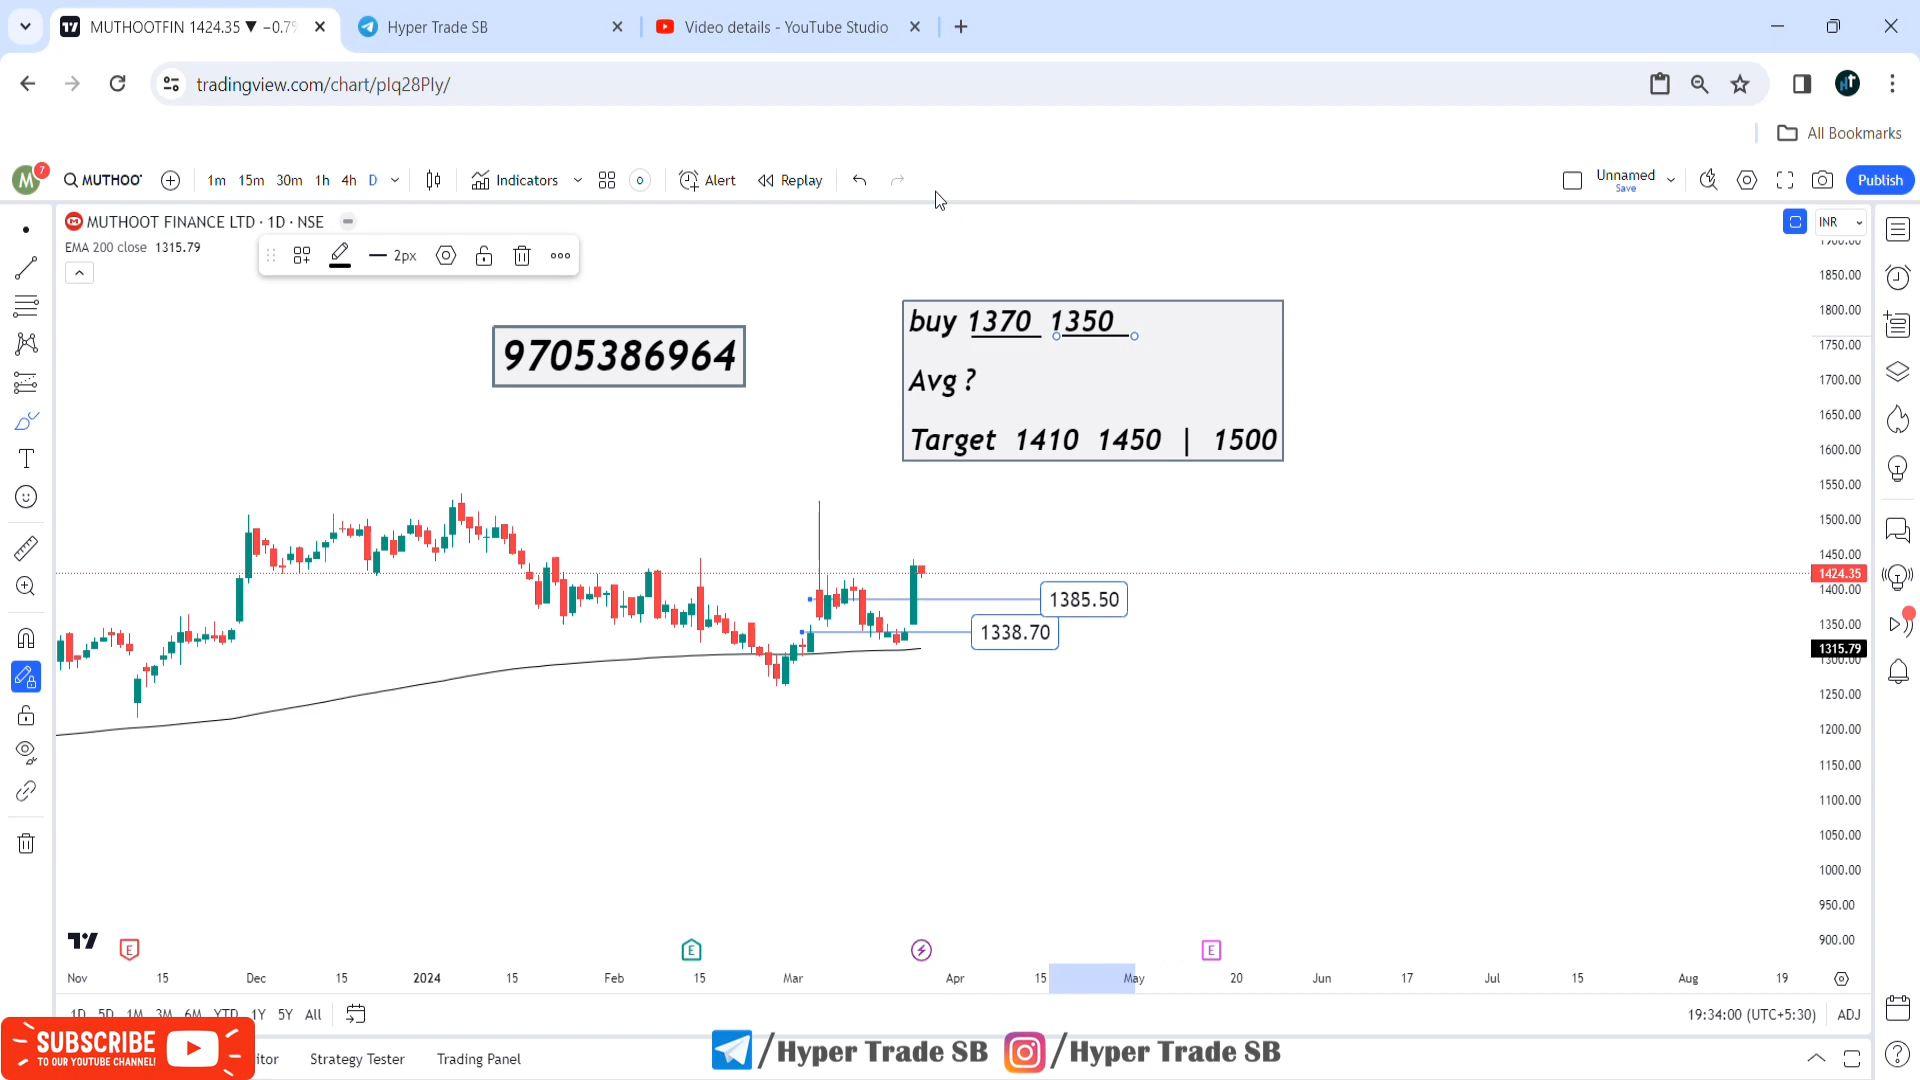 MUTHOOTFIN 1424.35 ▼ −0.7%
Hyper Trade SB
Video details - YouTube Studio
tradingview.com/chart/pIq28PIy/
All Bookmarks
M 7 MUTHOO 1m 15m 30m 1h 4h D Indicators Alert Replay Unnamed Save Publish
MUTHOOT FINANCE LTD · 1D · NSE
INR
EMA 200 close 1315.79
2px
9705386964
buy 1370 1350
Avg ?
Target 1410 1450 | 1500
1385.50
1338.70
1900.00
1850.00
1800.00
1750.00
1700.00
1650.00
1600.00
1550.00
1500.00
1450.00
1424.35
1400.00
1350.00
1315.79
1300.00
1250.00
1200.00
1150.00
1100.00
1050.00
1000.00
950.00
900.00
E E E
Nov 15 Dec 15 2024 15 Feb 15 Mar Apr 15 May 20 Jun 17 Jul 15 Aug 19
1D 5D 1M 3M 6M YTD 1Y 5Y All
19:34:00 (UTC+5:30) ADJ
SUBSCRIBE
TO OUR YOUTUBE CHANNEL!
itor Strategy Tester Trading Panel
/Hyper Trade SB /Hyper Trade SB